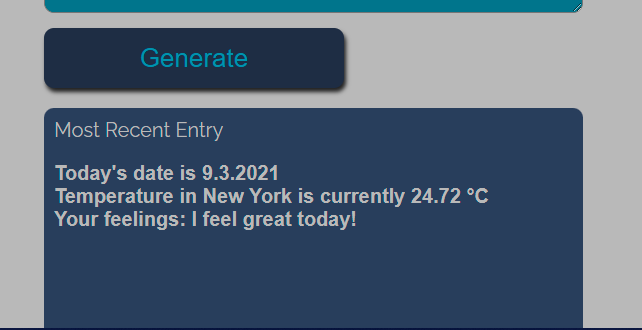 Generate
Most Recent Entry
Today's date is 9.3.2021
Temperature in New York is currently 24.72 °C
Your feelings: I feel great today!